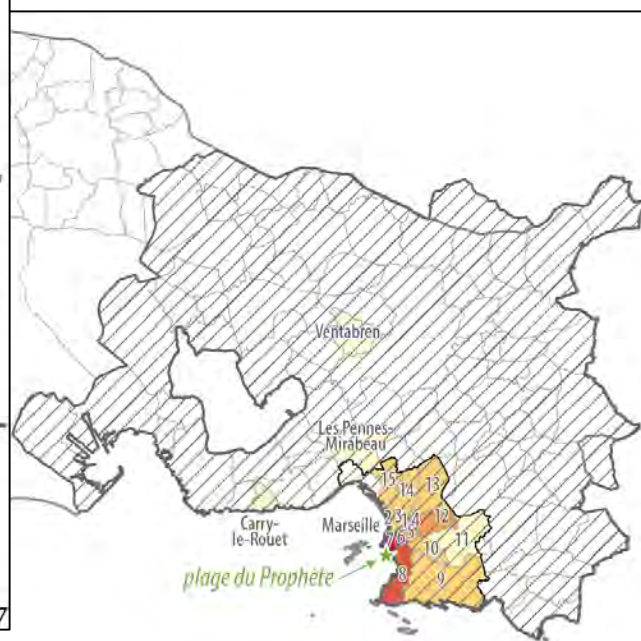 Ventabren
Les Pennes-
Mirabeau
15
14
13
2
3
1
4
12
Carry-
le-Rouet
Marseille
7
6
5
10
11
plage du Prophète
8
9
7